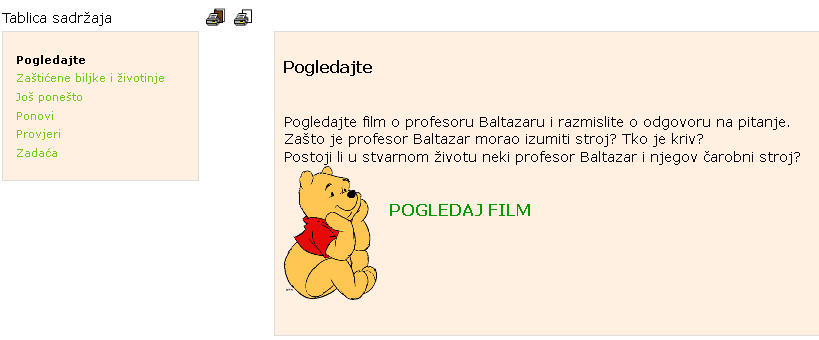 Tablica sadržaja
Pogledajte
Zaštićene biljke i životinje
Još ponešto
Ponovi
Provjeri
Zadaća
Pogledajte
Pogledajte film o profesoru Baltazaru i razmislite o odgovoru na pitanje.
Zašto je profesor Baltazar morao izumiti stroj? Tko je kriv?
Postoji li u stvarnom životu neki profesor Baltazar i njegov čarobni stroj?
POGLEDAJ FILM